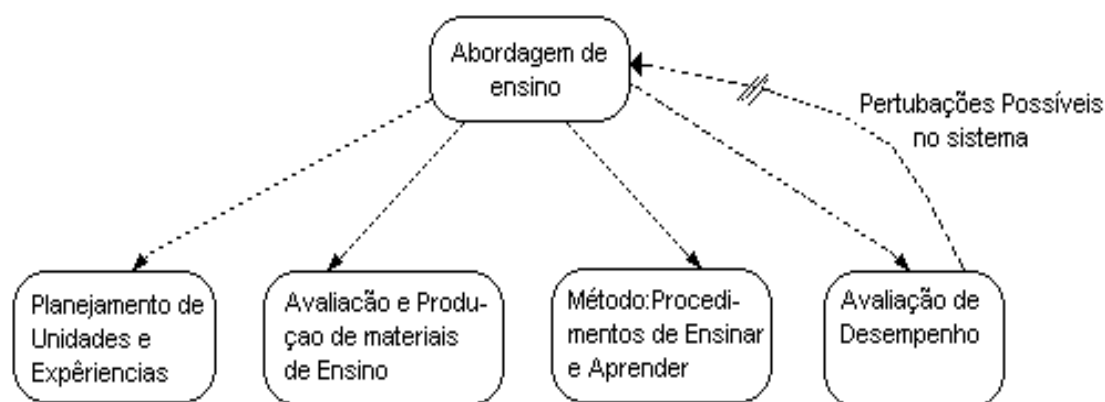 Abordagem de
ensino
Pertubações Possíveis
no sistema
Planejamento de
Unidades e
Expêriencias
Avaliacão e Produ-
çao de materiais
de Ensino
Método:Procedi-
mentos de Ensinar
e Aprender
Avaliação de
Desempenho